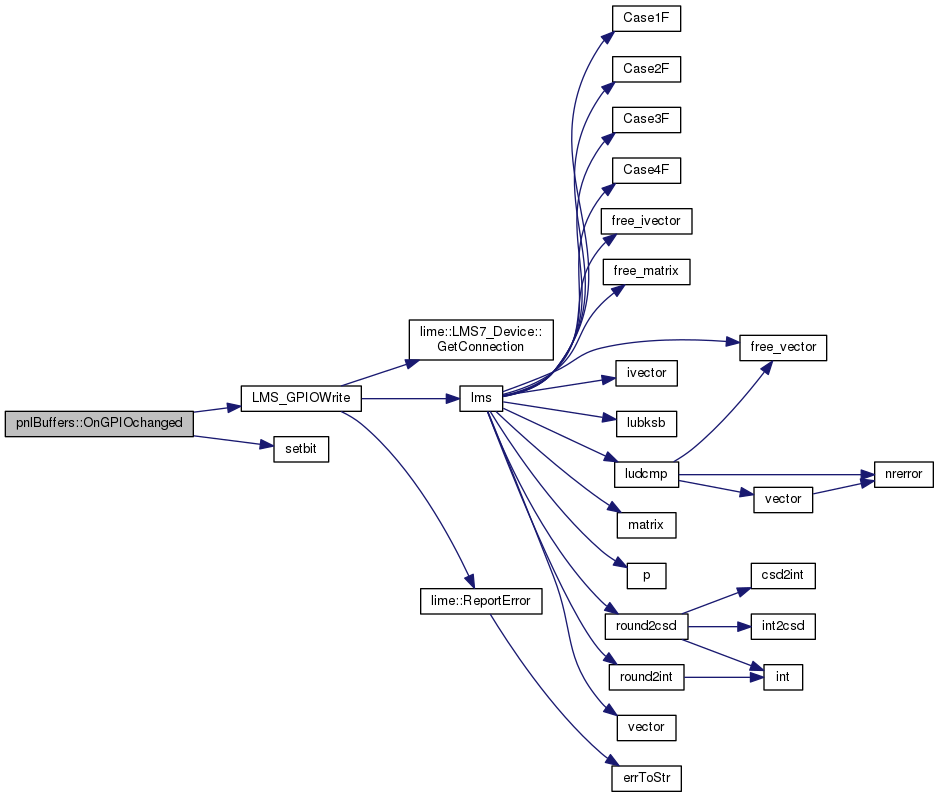 Case1F
Case2F
Case3F
Case4F
free_ivector
free_matrix
lime::LMS7_Device::
GetConnection
free_vector
ivector
LMS_GPIOWrite
lms
pnlBuffers::OnGPIOchanged
lubksb
setbit
ludcmp
nrerror
vector
matrix
p
csd2int
lime::ReportError
round2csd
int2csd
round2int
int
vector
errToStr